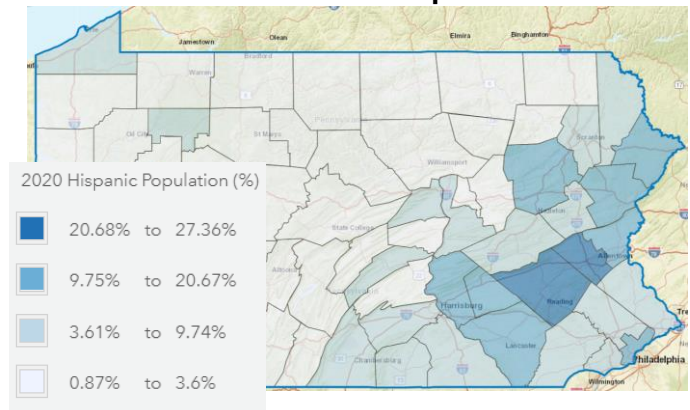 Jamestown
Olean
Elmira
Binghamton
Bradford
Warren
Oil City
St Marys
Pennsylvania
Scranton
Williamsport
2020 Hispanic Population (%)
20.68% to 27.36%
9.75% to 20.67%
3.61% to 9.74%
0.87% to 3.6%
State College
Hazleton
Altoona
Allentown
Harrisburg
Reading
Lancaster
Chambersburg
Philadelphia
Wilmington